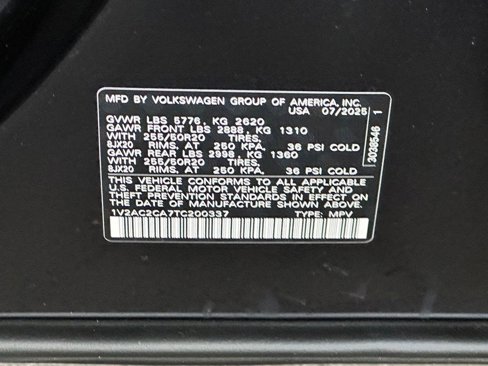 MFD BY VOLKSWAGEN GROUP OF AMERICA, INC.
USA 07/2025
GVWR LBS 5776, KG 2620
GAWR FRONT LBS 2888, KG 1310
WITH 255/50R20 TIRES,
8JX20 RIMS, AT 250 KPA, 36 PSI COLD
GAWR REAR LBS 2998, KG 1360
WITH 255/50R20 TIRES,
8JX20 RIMS, AT 250 KPA, 36 PSI COLD
THIS VEHICLE CONFORMS TO ALL APPLICABLE
U.S. FEDERAL MOTOR VEHICLE SAFETY AND
THEFT PREVENTION STANDARDS IN EFFECT ON
THE DATE OF MANUFACTURE SHOWN ABOVE.
1V2AC2CA7TC200337 TYPE: MPV
3030546 1